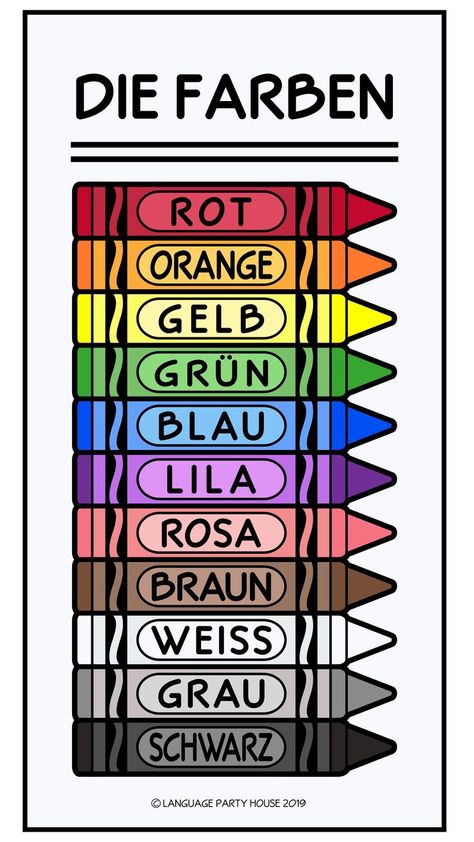 DIE FARBEN
ROT
ORANGE
GELB
GRÜN
BLAU
LILA
ROSA
BRAUN
WEISS
GRAU
SCHWARZ
© LANGUAGE PARTY HOUSE 2019